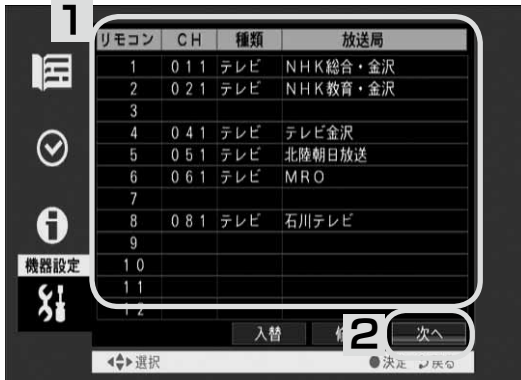 1
リモコン CH 種類 放送局
1 011 テレビ NHK総合・金沢
2 021 テレビ NHK教育・金沢
3
4 041 テレビ テレビ金沢
5 051 テレビ 北陸朝日放送
6 061 テレビ MRO
7
8 081 テレビ 石川テレビ
9
10
11
12
機器設定
入替 2 次へ
選択 決定 戻る